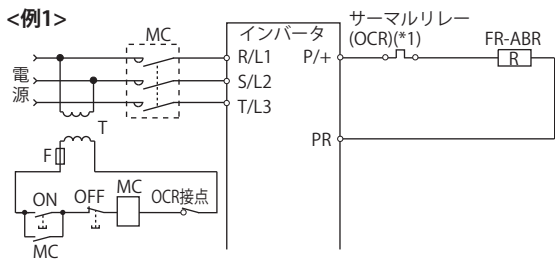 <例1>
MC
インバータ
サーマルリレー
(OCR)(*1)
FR-ABR
R/L1
P/+
R
電源
S/L2
T/L3
T
PR
F
ON
OFF
MC
OCR接点
MC